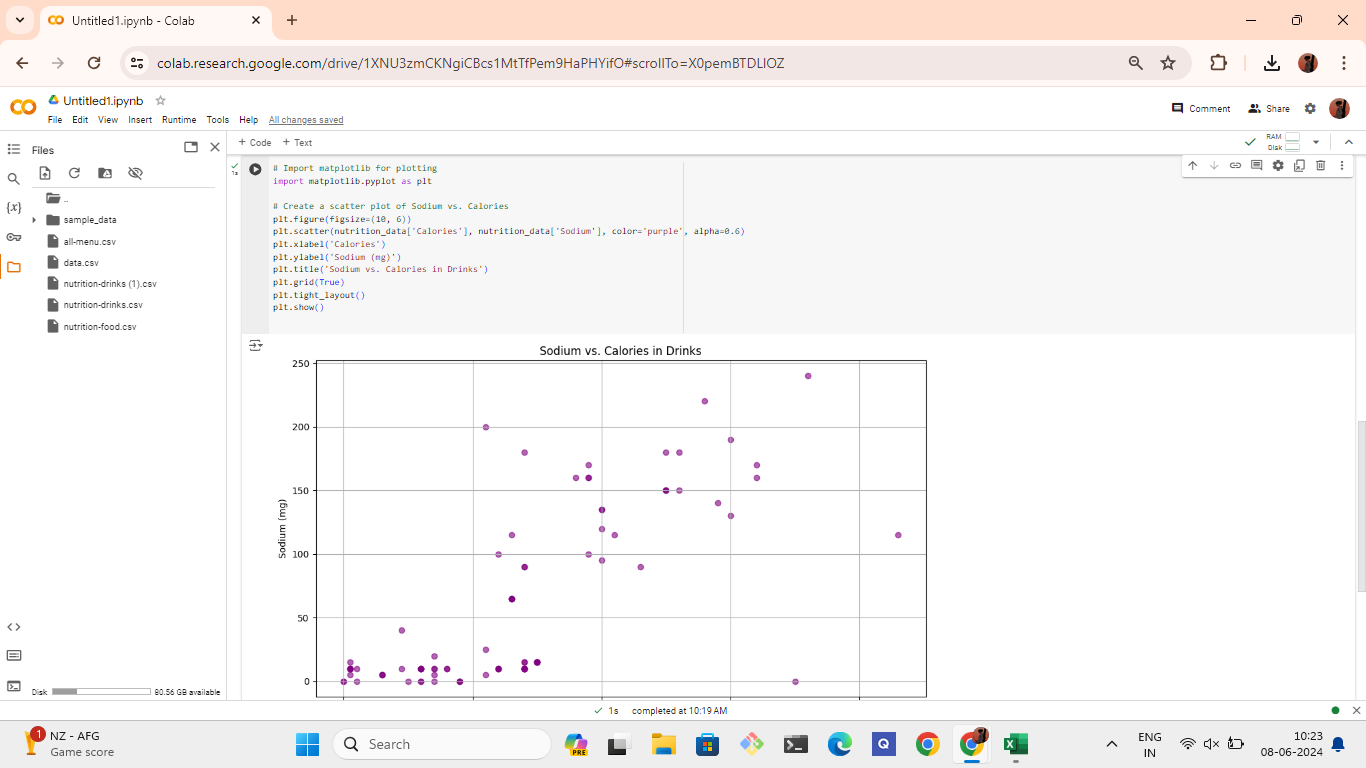 Untitled1.ipynb - Colab
colab.research.google.com/drive/1XNU3zmCKNgiCBcs1MtTfPem9HaPHYifO#scrollTo=X0pemBTDLIOZ
Untitled1.ipynb
File Edit View Insert Runtime Tools Help All changes saved
Comment Share
Files
+ Code + Text
RAM
Disk
..
sample_data
all-menu.csv
data.csv
nutrition-drinks (1).csv
nutrition-drinks.csv
nutrition-food.csv
{x}
1s
# Import matplotlib for plotting
import matplotlib.pyplot as plt
# Create a scatter plot of Sodium vs. Calories
plt.figure(figsize=(10, 6))
plt.scatter(nutrition_data['Calories'], nutrition_data['Sodium'], color='purple', alpha=0.6)
plt.xlabel('Calories')
plt.ylabel('Sodium (mg)')
plt.title('Sodium vs. Calories in Drinks')
plt.grid(True)
plt.tight_layout()
plt.show()
Sodium vs. Calories in Drinks
250
200
150
100
50
0
Sodium (mg)
Disk 80.56 GB available
1s completed at 10:19 AM
1
NZ - AFG
Game score
Search
PRE
Q
ENG
IN
10:23
08-06-2024